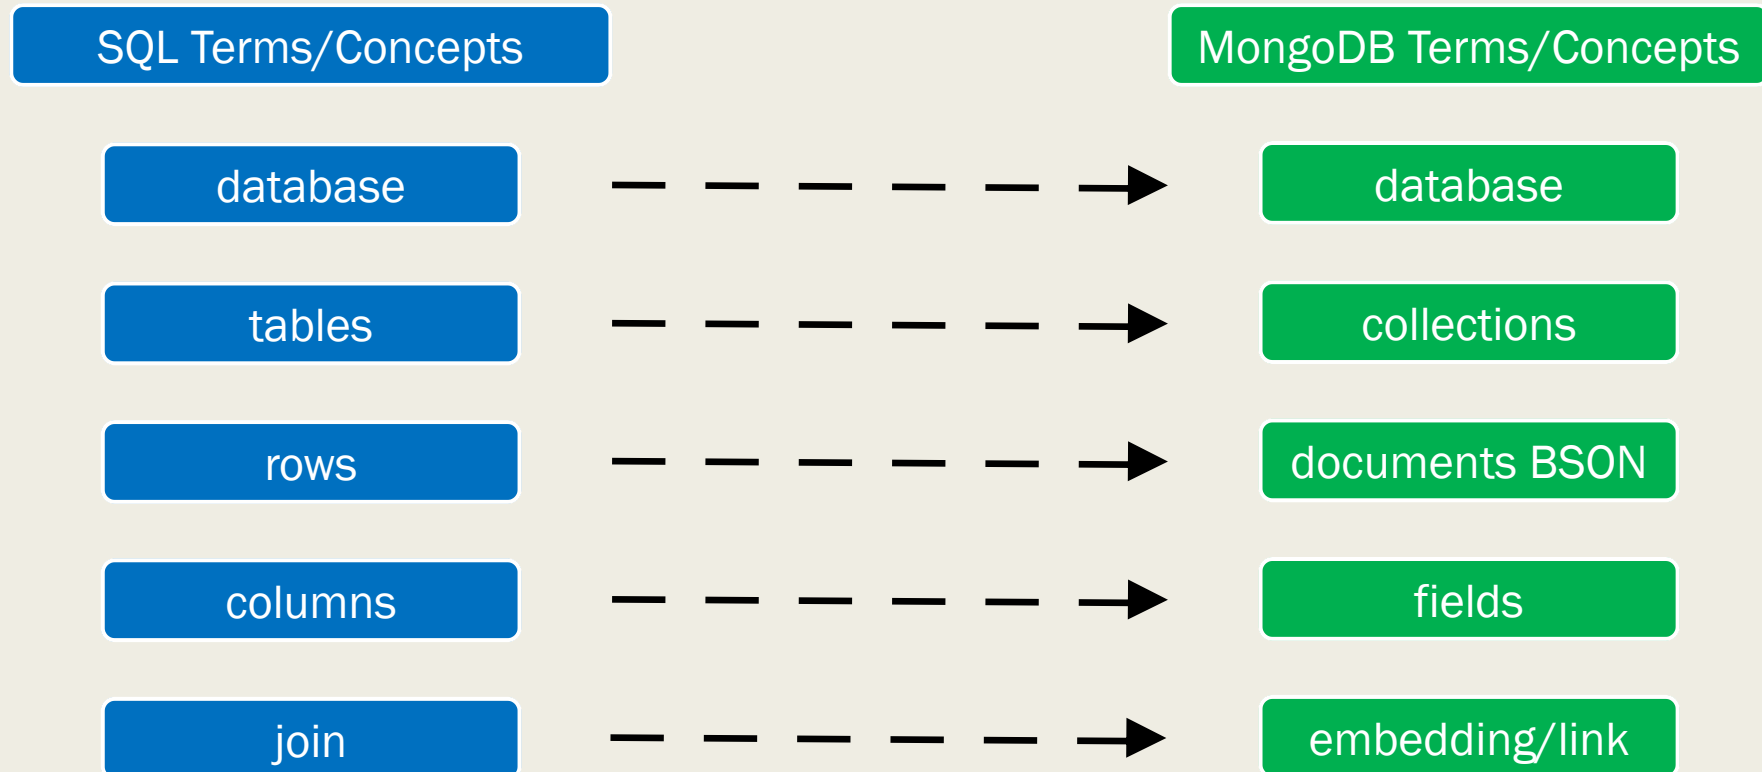 SQL Terms/Concepts
MongoDB Terms/Concepts
database
database
tables
collections
rows
documents BSON
columns
fields
join
embedding/link